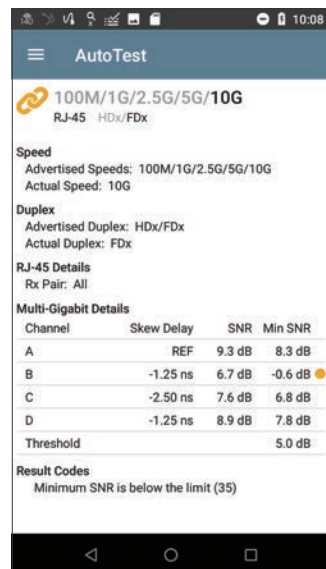 10:08
AutoTest
100M/1G/2.5G/5G/10G
RJ-45 HDx/FDx
Speed
Advertised Speeds: 100M/1G/2.5G/5G/10G
Actual Speed: 10G
Duplex
Advertised Duplex: HDx/FDx
Actual Duplex: FDx
RJ-45 Details
Rx Pair: All
Multi-Gigabit Details
Channel Skew Delay SNR Min SNR
A REF 9.3 dB 8.3 dB
B -1.25 ns 6.7 dB -0.6 dB
C -2.50 ns 7.6 dB 6.8 dB
D -1.25 ns 8.9 dB 7.8 dB
Threshold 5.0 dB
Result Codes
Minimum SNR is below the limit (35)